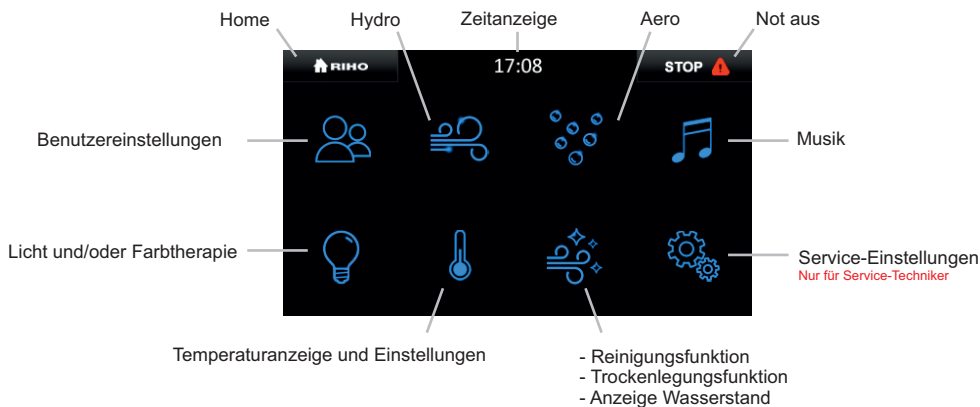 Home
Hydro
Zeitanzeige
Aero
Not aus
RIHO
17:08
STOP
Benutzereinstellungen
Musik
Licht und/oder Farbtherapie
Service-Einstellungen
Nur für Service-Techniker
Temperaturanzeige und Einstellungen
- Reinigungsfunktion
- Trockenlegungsfunktion
- Anzeige Wasserstand